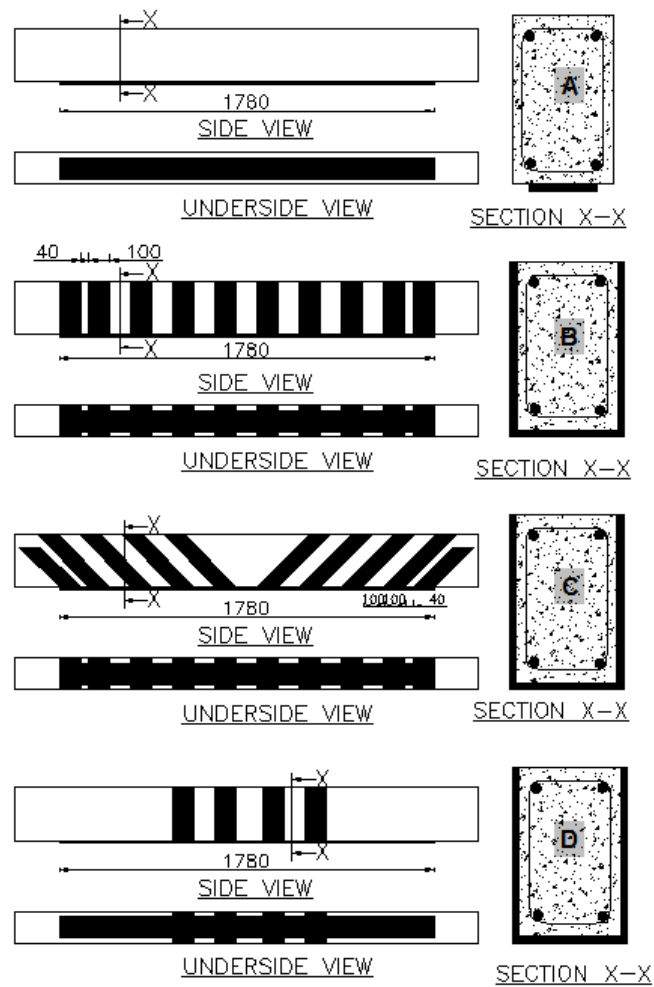 X
A
X
1780
SIDE VIEW
UNDERSIDE VIEW
SECTION X-X
40 100
X
B
X
1780
SIDE VIEW
UNDERSIDE VIEW
SECTION X-X
X
C
X
1780
100100 40
SIDE VIEW
UNDERSIDE VIEW
SECTION X-X
X
D
X
1780
SIDE VIEW
UNDERSIDE VIEW
SECTION X-X